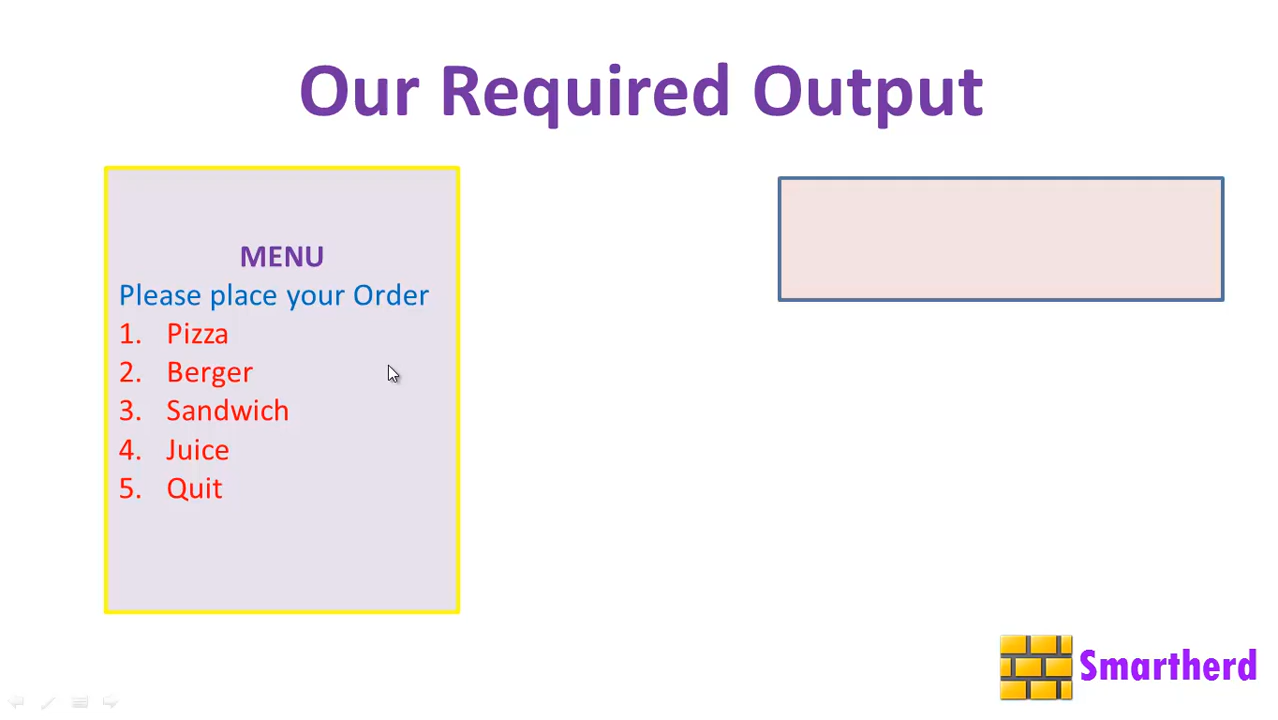 Our Required Output
MENU
Please place your Order
1. Pizza
2. Berger
3. Sandwich
4. Juice
5. Quit
Smartherd